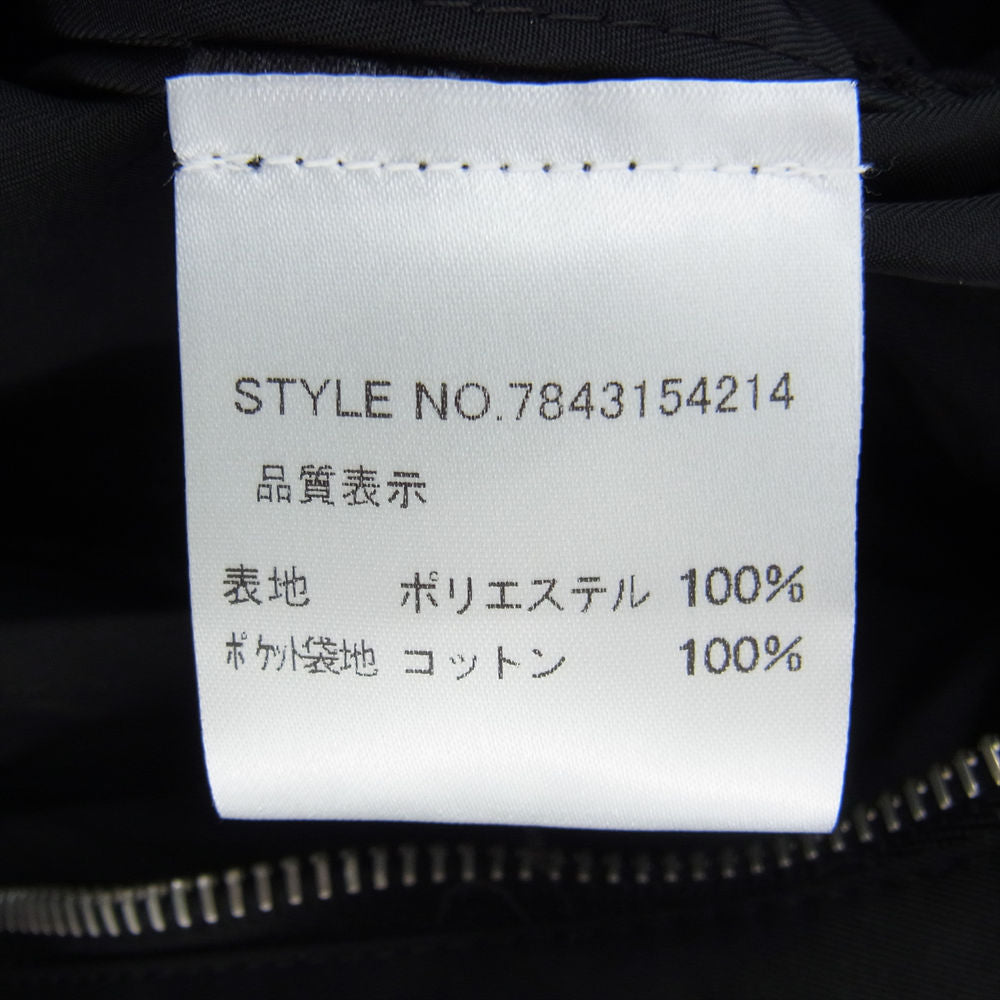 STYLE NO.7843154214
品質表示
表地 ポリエステル 100%
ポケット袋地 コットン 100%